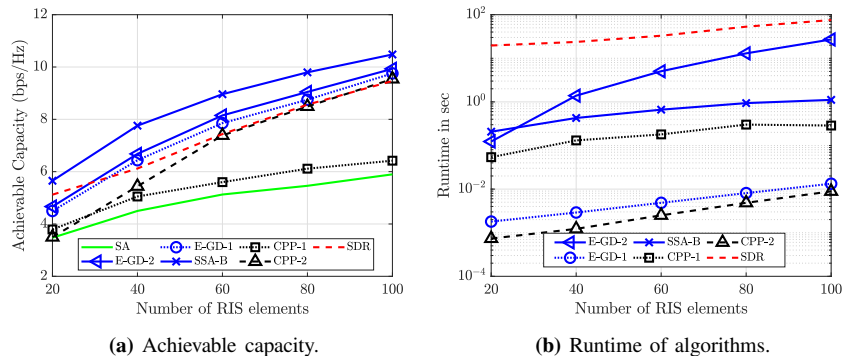 12
10
8
6
4
2
Achievable Capacity (bps/Hz)
SA E-GD-1 CPP-1 SDR
E-GD-2 SSA-B CPP-2
20 40 60 80 100
Number of RIS elements
(a) Achievable capacity.
10^2
10^0
10^-2
10^-4
Runtime in sec
E-GD-2 SSA-B CPP-2
E-GD-1 CPP-1 SDR
20 40 60 80 100
Number of RIS elements
(b) Runtime of algorithms.